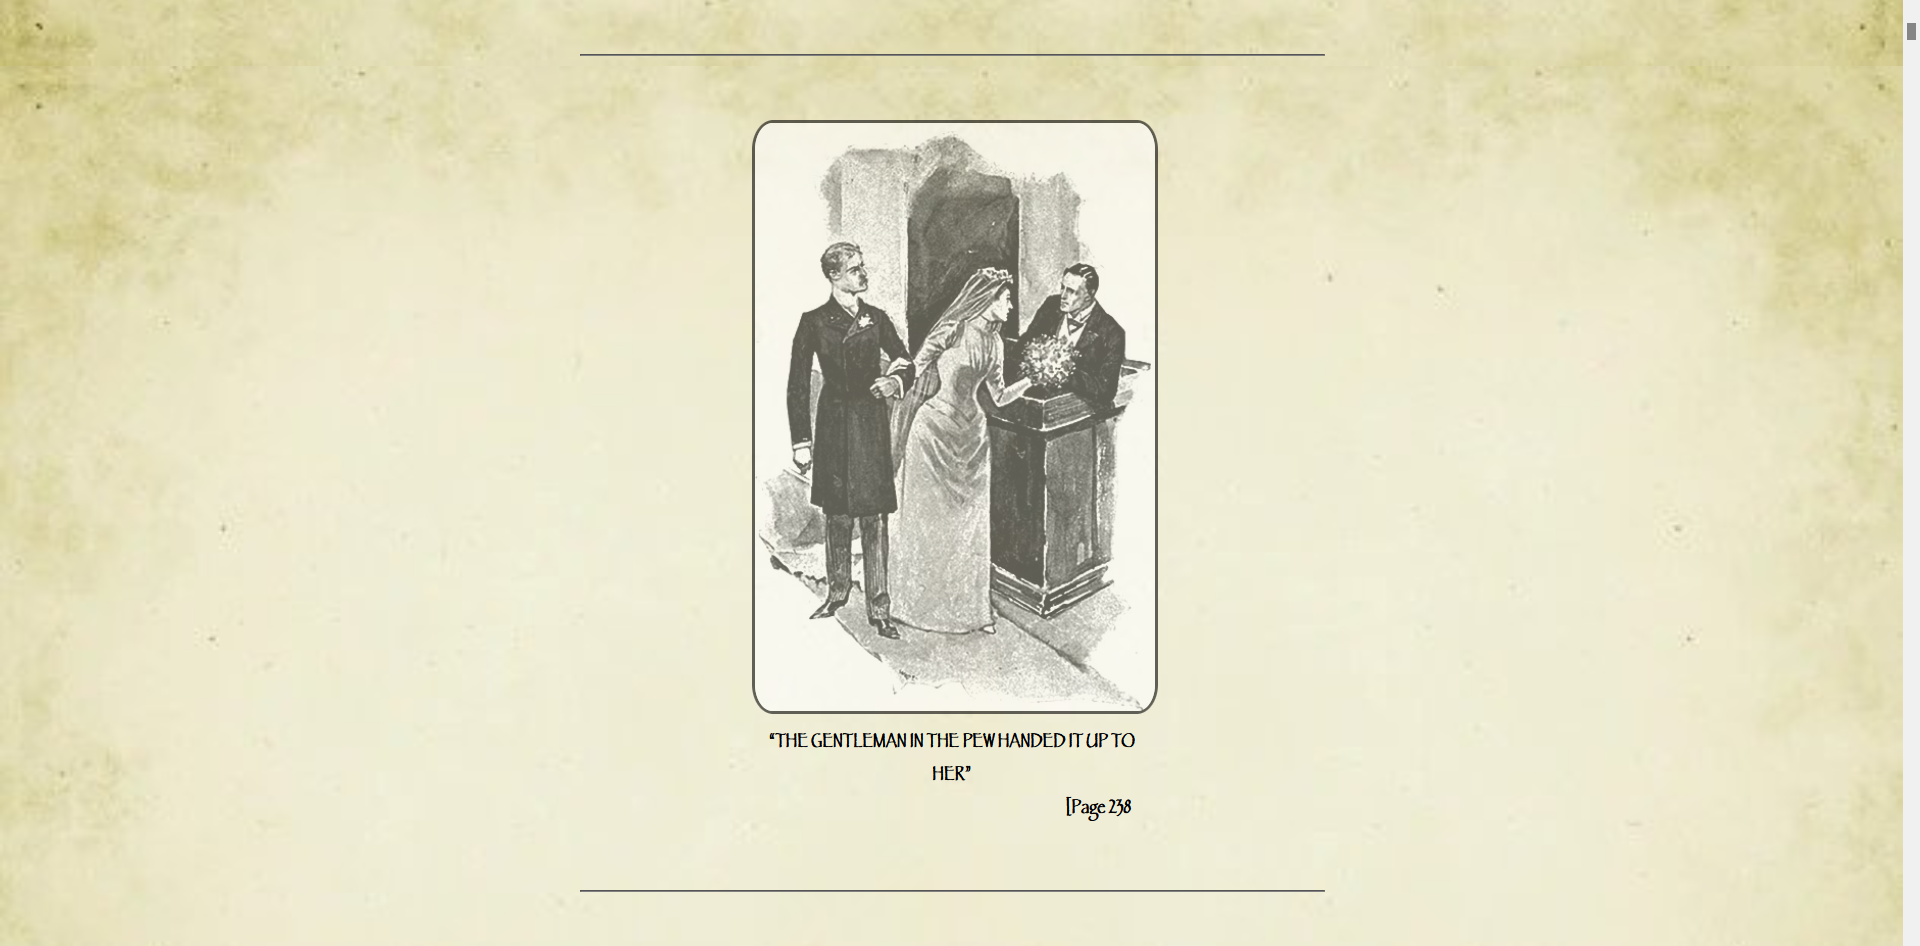 “THE GENTLEMAN IN THE PEW HANDED IT UP TO
HER”
[Page 238